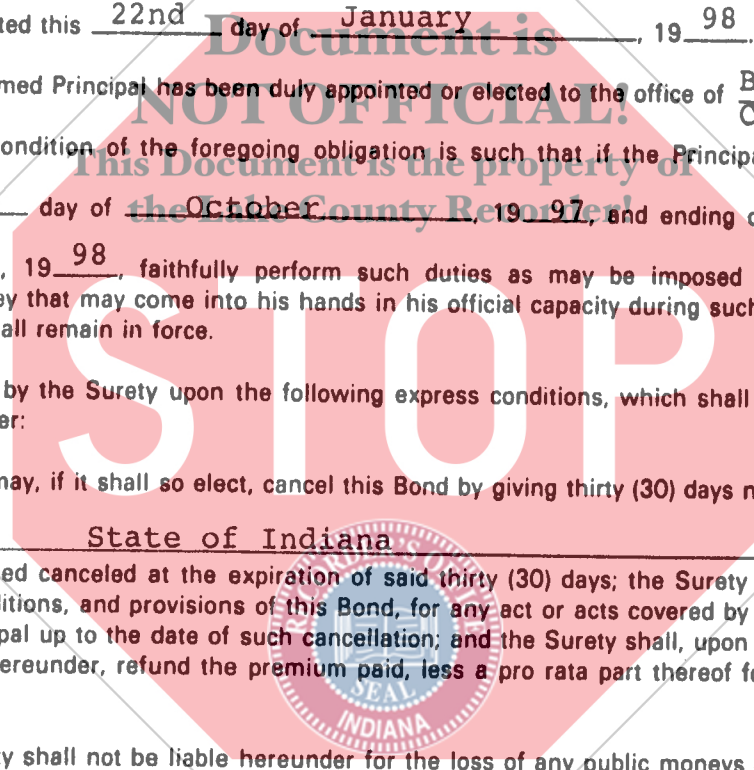 ted this 22nd day of January, 19 98.
Document is
med Principal has been duly appointed or elected to the office of B
NOT OFFICIAL!
C
ondition of the foregoing obligation is such that if the Principa
This Document is the property of
day of October, 19 97, and ending o
the Lake County Recorder!
, 19 98, faithfully perform such duties as may be imposed
ey that may come into his hands in his official capacity during such
all remain in force.
STOP
by the Surety upon the following express conditions, which shall
er:
may, if it shall so elect, cancel this Bond by giving thirty (30) days n
State of Indiana
ed canceled at the expiration of said thirty (30) days; the Surety
ditions, and provisions of this Bond, for any act or acts covered by
pal up to the date of such cancellation; and the Surety shall, upon
ereunder, refund the premium paid, less a pro rata part thereof fo
RECORDER'S OFFICE
SEAL
INDIANA
ty shall not be liable hereunder for the loss of any public moneys